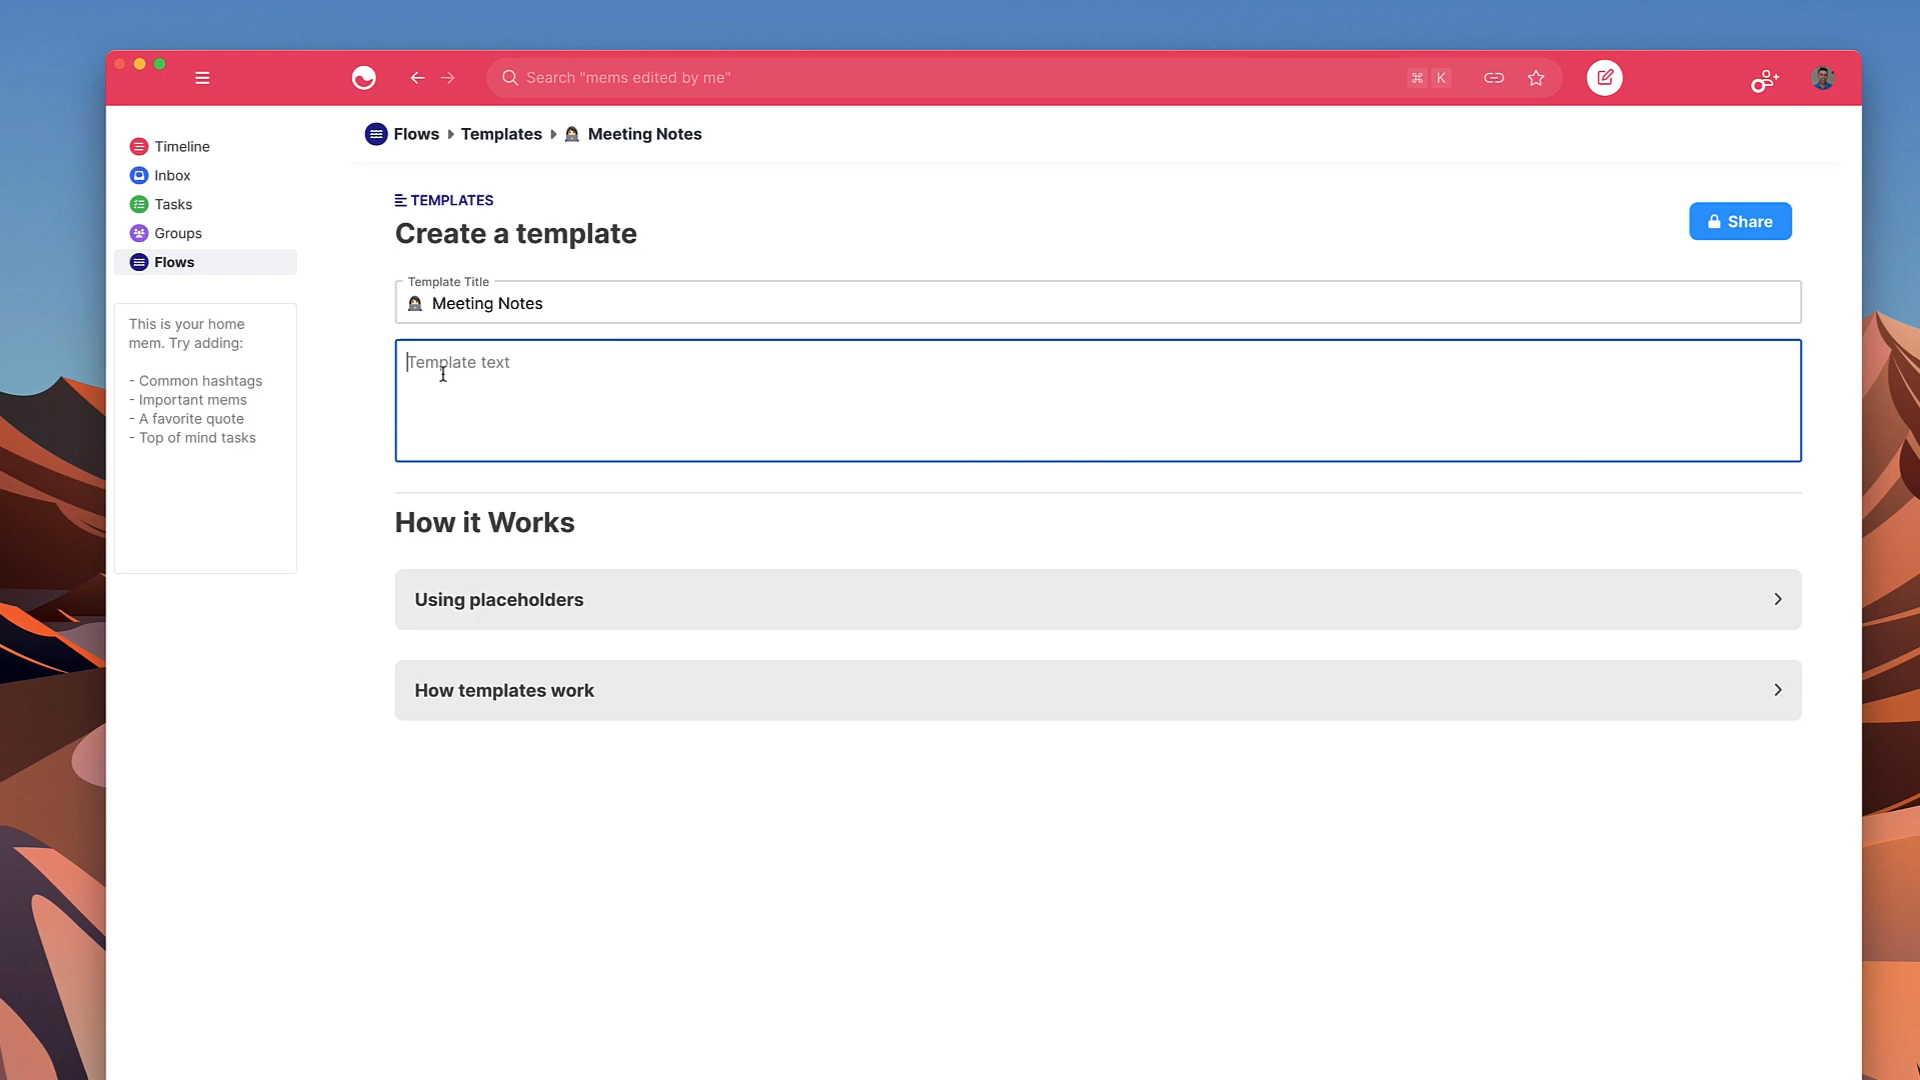 Search "mems edited by me"
⌘ K
Flows Templates Meeting Notes
Timeline
Inbox
Tasks
Groups
Flows
This is your home
mem. Try adding:
- Common hashtags
- Important mems
- A favorite quote
- Top of mind tasks
TEMPLATES
Create a template
Share
Template Title
Meeting Notes
Template text
How it Works
Using placeholders
How templates work